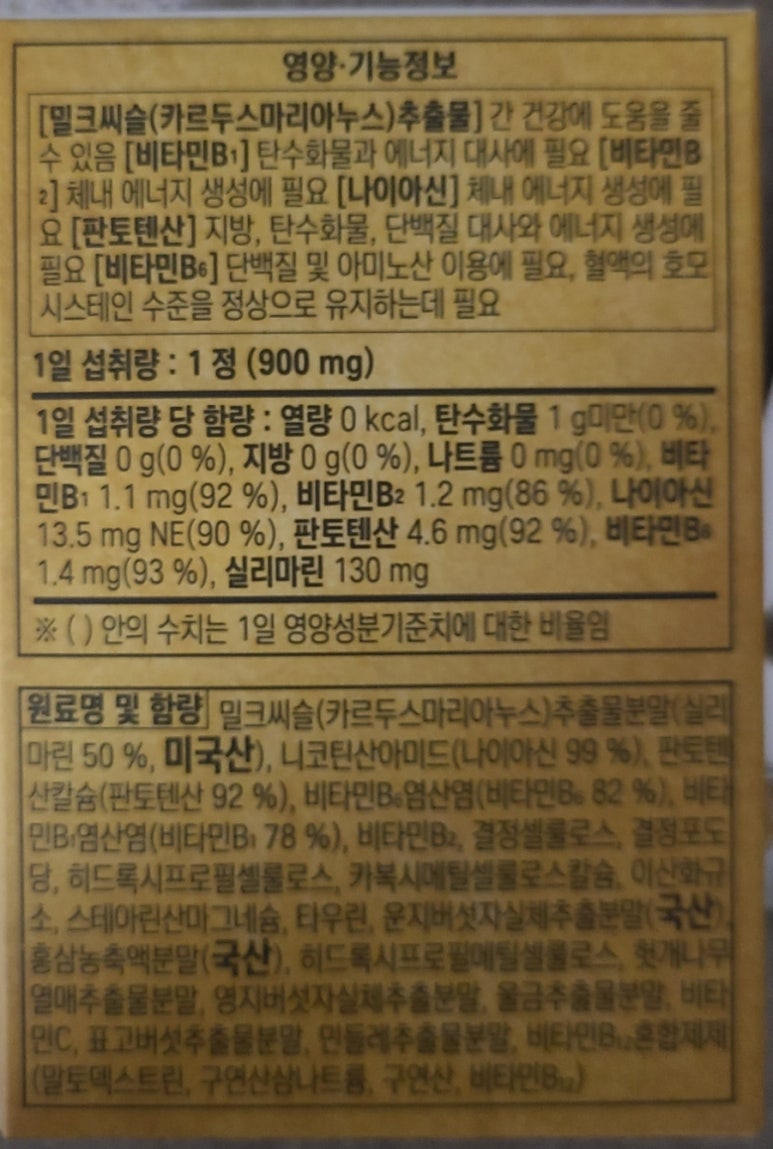 영양·기능정보
[밀크씨슬(카르두스마리아누스)추출물] 간 건강에 도움을 줄
수 있음 [비타민B₁] 탄수화물과 에너지 대사에 필요 [비타민B
₂] 체내 에너지 생성에 필요 [나이아신] 체내 에너지 생성에 필
요 [판토텐산] 지방, 탄수화물, 단백질 대사와 에너지 생성에
필요 [비타민B₆] 단백질 및 아미노산 이용에 필요, 혈액의 호모
시스테인 수준을 정상으로 유지하는데 필요
1일 섭취량 : 1 정 (900 mg)
1일 섭취량 당 함량 : 열량 0 kcal, 탄수화물 1 g미만(0 %),
단백질 0 g(0 %), 지방 0 g(0 %), 나트륨 0 mg(0 %), 비타
민B₁ 1.1 mg(92 %), 비타민B₂ 1.2 mg(86 %), 나이아신
13.5 mg NE(90 %), 판토텐산 4.6 mg(92 %), 비타민B₆
1.4 mg(93 %), 실리마린 130 mg
※ ( ) 안의 수치는 1일 영양성분기준치에 대한 비율임
원료명 및 함량 밀크씨슬(카르두스마리아누스)추출물분말(실리
마린 50 %, 미국산), 니코틴산아미드(나이아신 99 %), 판토텐
산칼슘(판토텐산 92 %), 비타민B₆염산염(비타민B₆ 82 %), 비타
민B₁염산염(비타민B₁ 78 %), 비타민B₂, 결정셀룰로스, 결정포도
당, 히드록시프로필셀룰로스, 카복시메틸셀룰로스칼슘, 이산화규
소, 스테아린산마그네슘, 타우린, 운지버섯자실체추출분말(국산),
홍삼농축액분말(국산), 히드록시프로필메틸셀룰로스, 헛개나무
열매추출물분말, 영지버섯자실체추출분말, 울금추출물분말, 비타
민C, 표고버섯추출물분말, 민들레추출물분말, 비타민B₁₂혼합제제
(말토덱스트린, 구연산삼나트륨, 구연산, 비타민B₁₂)